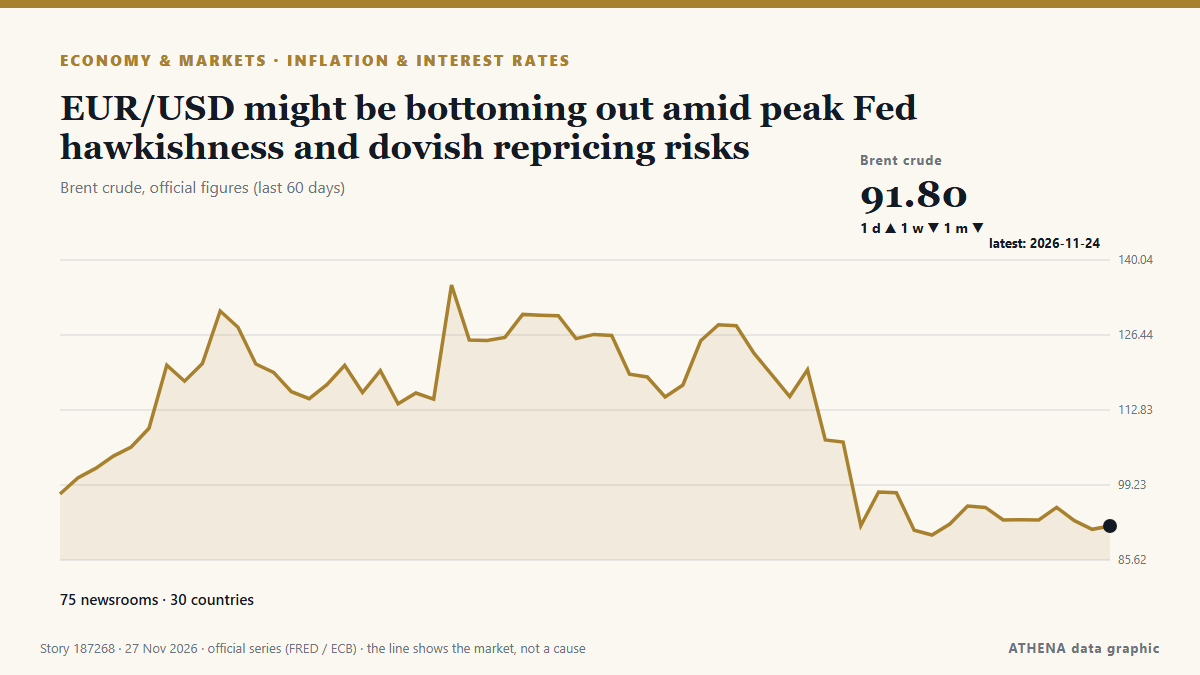 ECONOMY & MARKETS · INFLATION & INTEREST RATES
EUR/USD might be bottoming out amid peak Fed
hawkishness and dovish repricing risks
Brent crude, official figures (last 60 days)
Brent crude
91.80
1 d ▲ 1 w ▼ 1 m ▼
latest: 2026-11-24
140.04
126.44
112.83
99.23
85.62
75 newsrooms · 30 countries
Story 187268 · 27 Nov 2026 · official series (FRED / ECB) · the line shows the market, not a cause
ATHENA data graphic